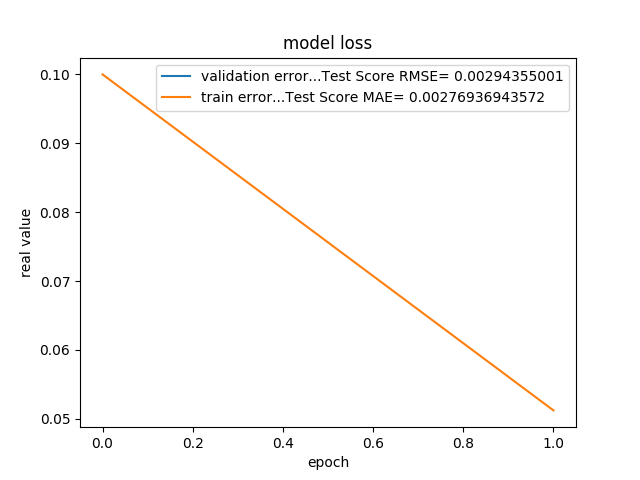 model loss
validation error...Test Score RMSE= 0.00294355001
train error...Test Score MAE= 0.00276936943572
real value
0.10
0.09
0.08
0.07
0.06
0.05
0.0 0.2 0.4 0.6 0.8 1.0
epoch